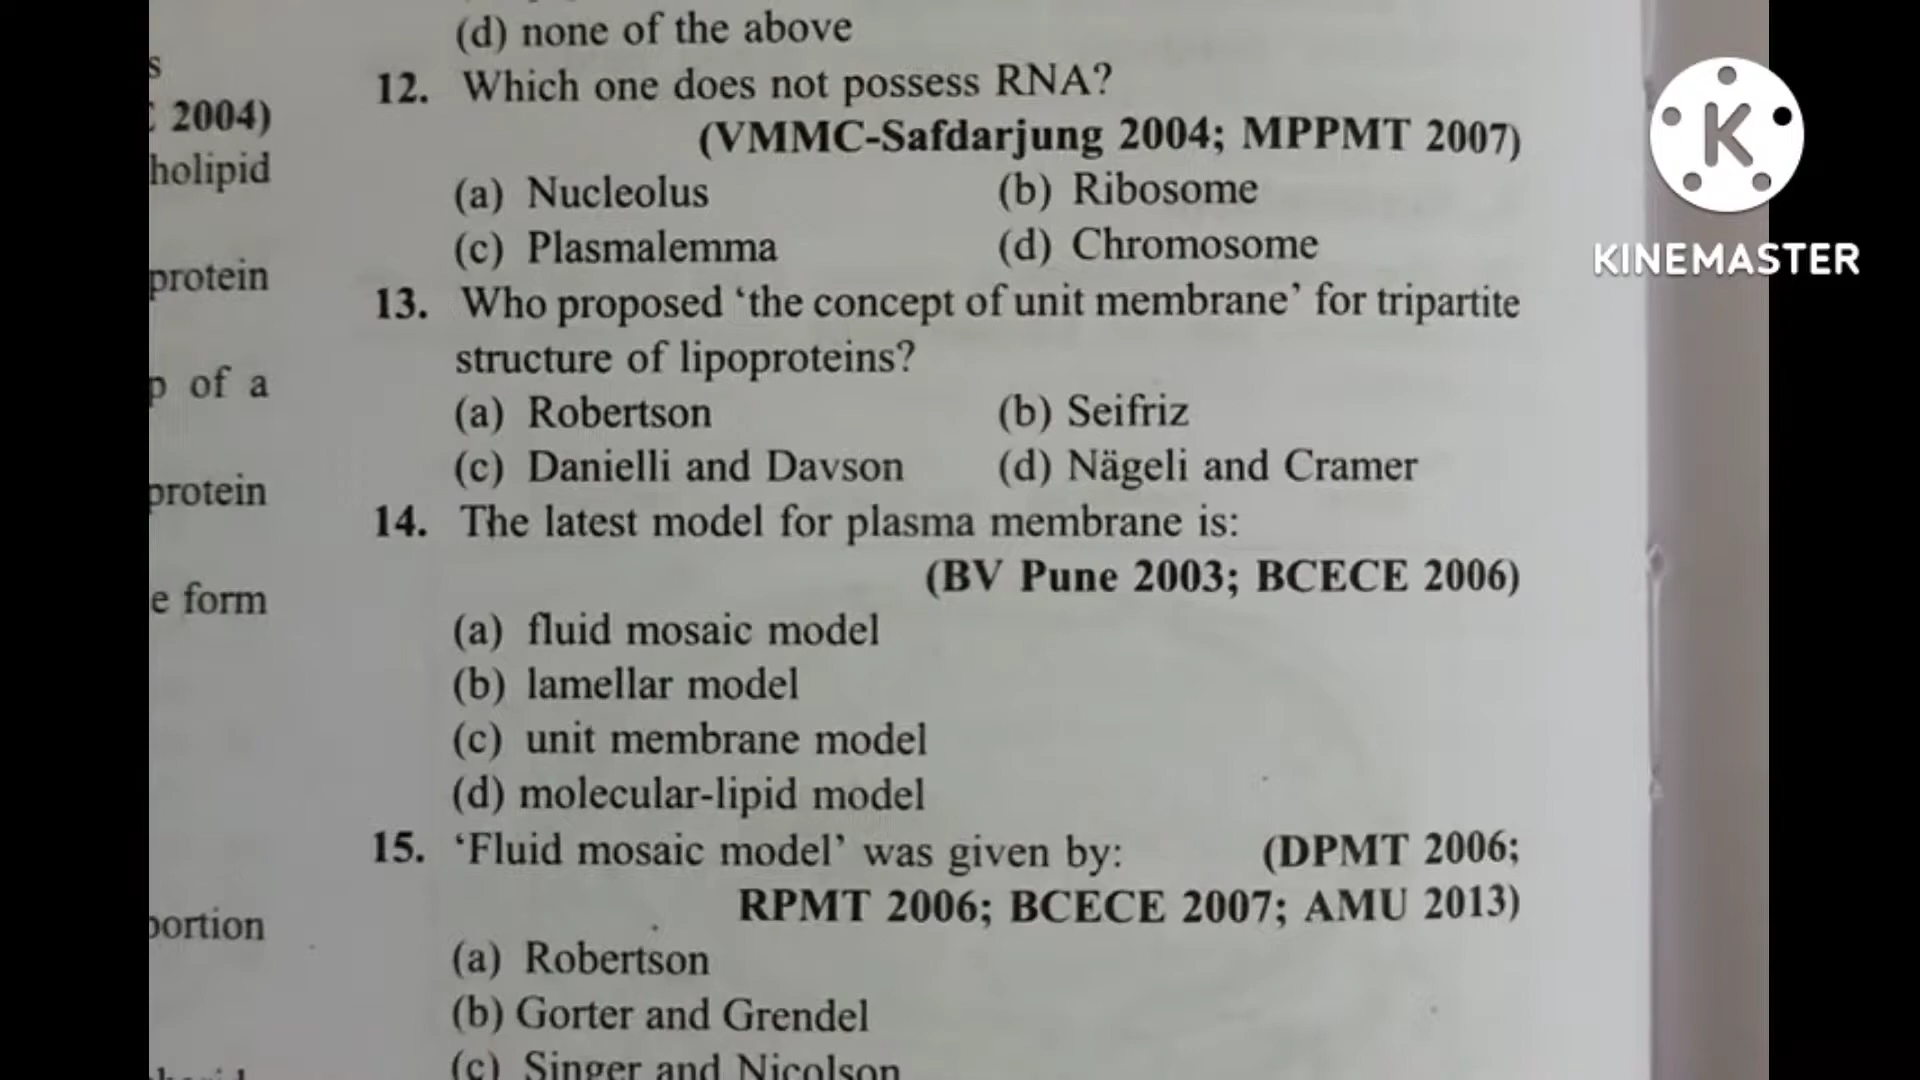 (d) none of the above
s
12. Which one does not possess RNA?
2004)
(VMMC-Safdarjung 2004; MPPMT 2007)
holipid
(a) Nucleolus (b) Ribosome
(c) Plasmalemma (d) Chromosome
protein
13. Who proposed ‘the concept of unit membrane’ for tripartite
structure of lipoproteins?
p of a
(a) Robertson (b) Seifriz
(c) Danielli and Davson (d) Nägeli and Cramer
protein
14. The latest model for plasma membrane is:
(BV Pune 2003; BCECE 2006)
e form
(a) fluid mosaic model
(b) lamellar model
(c) unit membrane model
(d) molecular-lipid model
15. ‘Fluid mosaic model’ was given by: (DPMT 2006;
RPMT 2006; BCECE 2007; AMU 2013)
portion
(a) Robertson
(b) Gorter and Grendel
(c) Singer and Nicolson
K
KINEMASTER